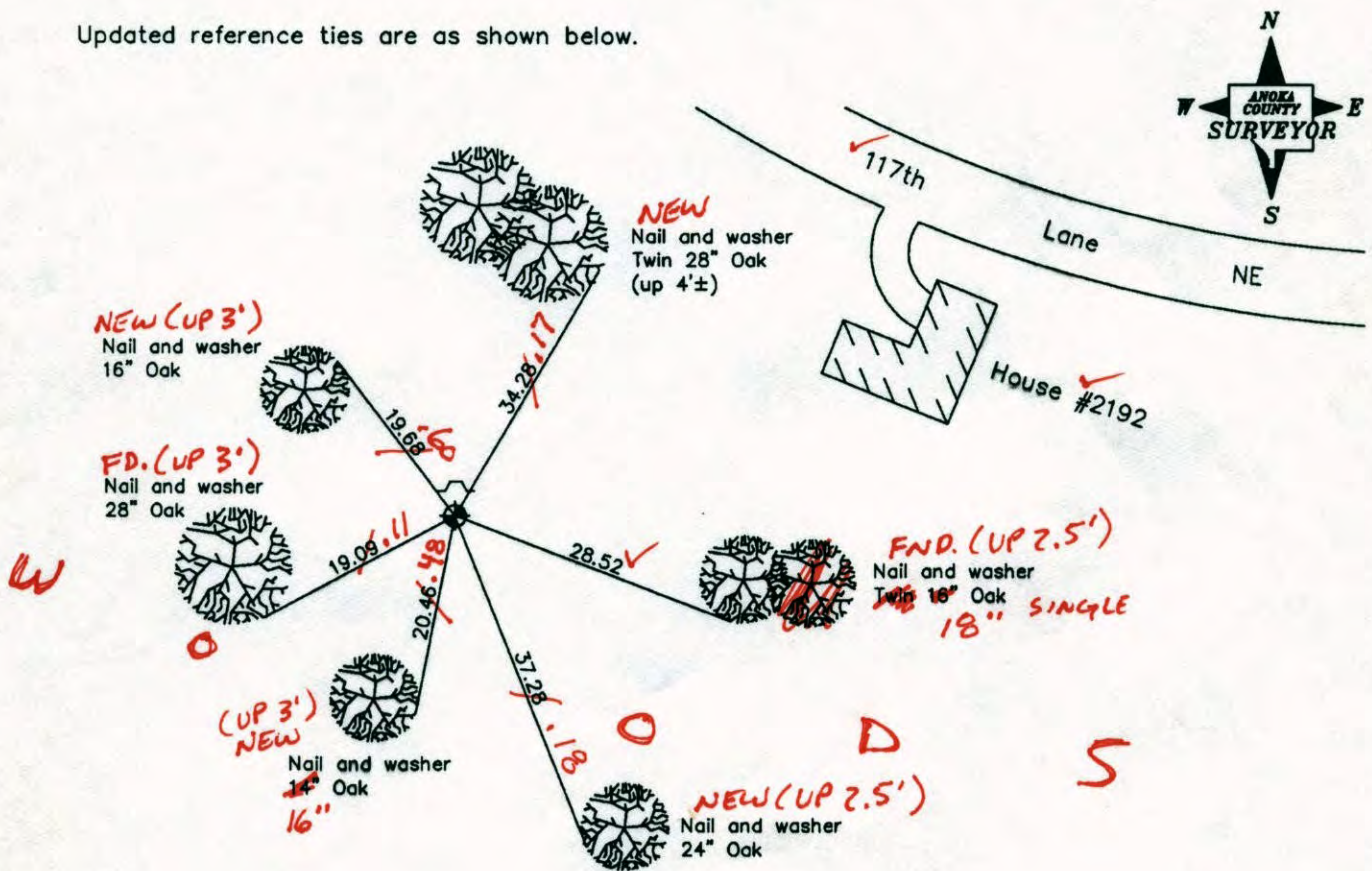 Updated reference ties are as shown below.
N
W ANOKA COUNTY E
SURVEYOR
S
117th
Lane
NE
NEW
Nail and washer
Twin 28" Oak
(up 4'±)
NEW (UP 3')
Nail and washer
16" Oak
34.28 .17
19.68 .68
House #2192
FD. (UP 3')
Nail and washer
28" Oak
19.09 .11
20.46 .48
28.52
FND. (UP 2.5')
Nail and washer
Twin 16" Oak
18" SINGLE
37.28 .18
(UP 3')
NEW
Nail and washer
14" Oak
16"
NEW (UP 2.5')
Nail and washer
24" Oak
W O O D S